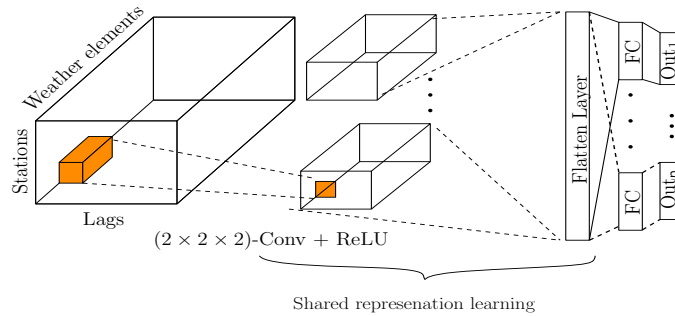 Weather elements
Stations
Lags
(2 × 2 × 2)-Conv + ReLU
Flatten Layer
FC
Out₁
FC
Outₙ
Shared represenation learning